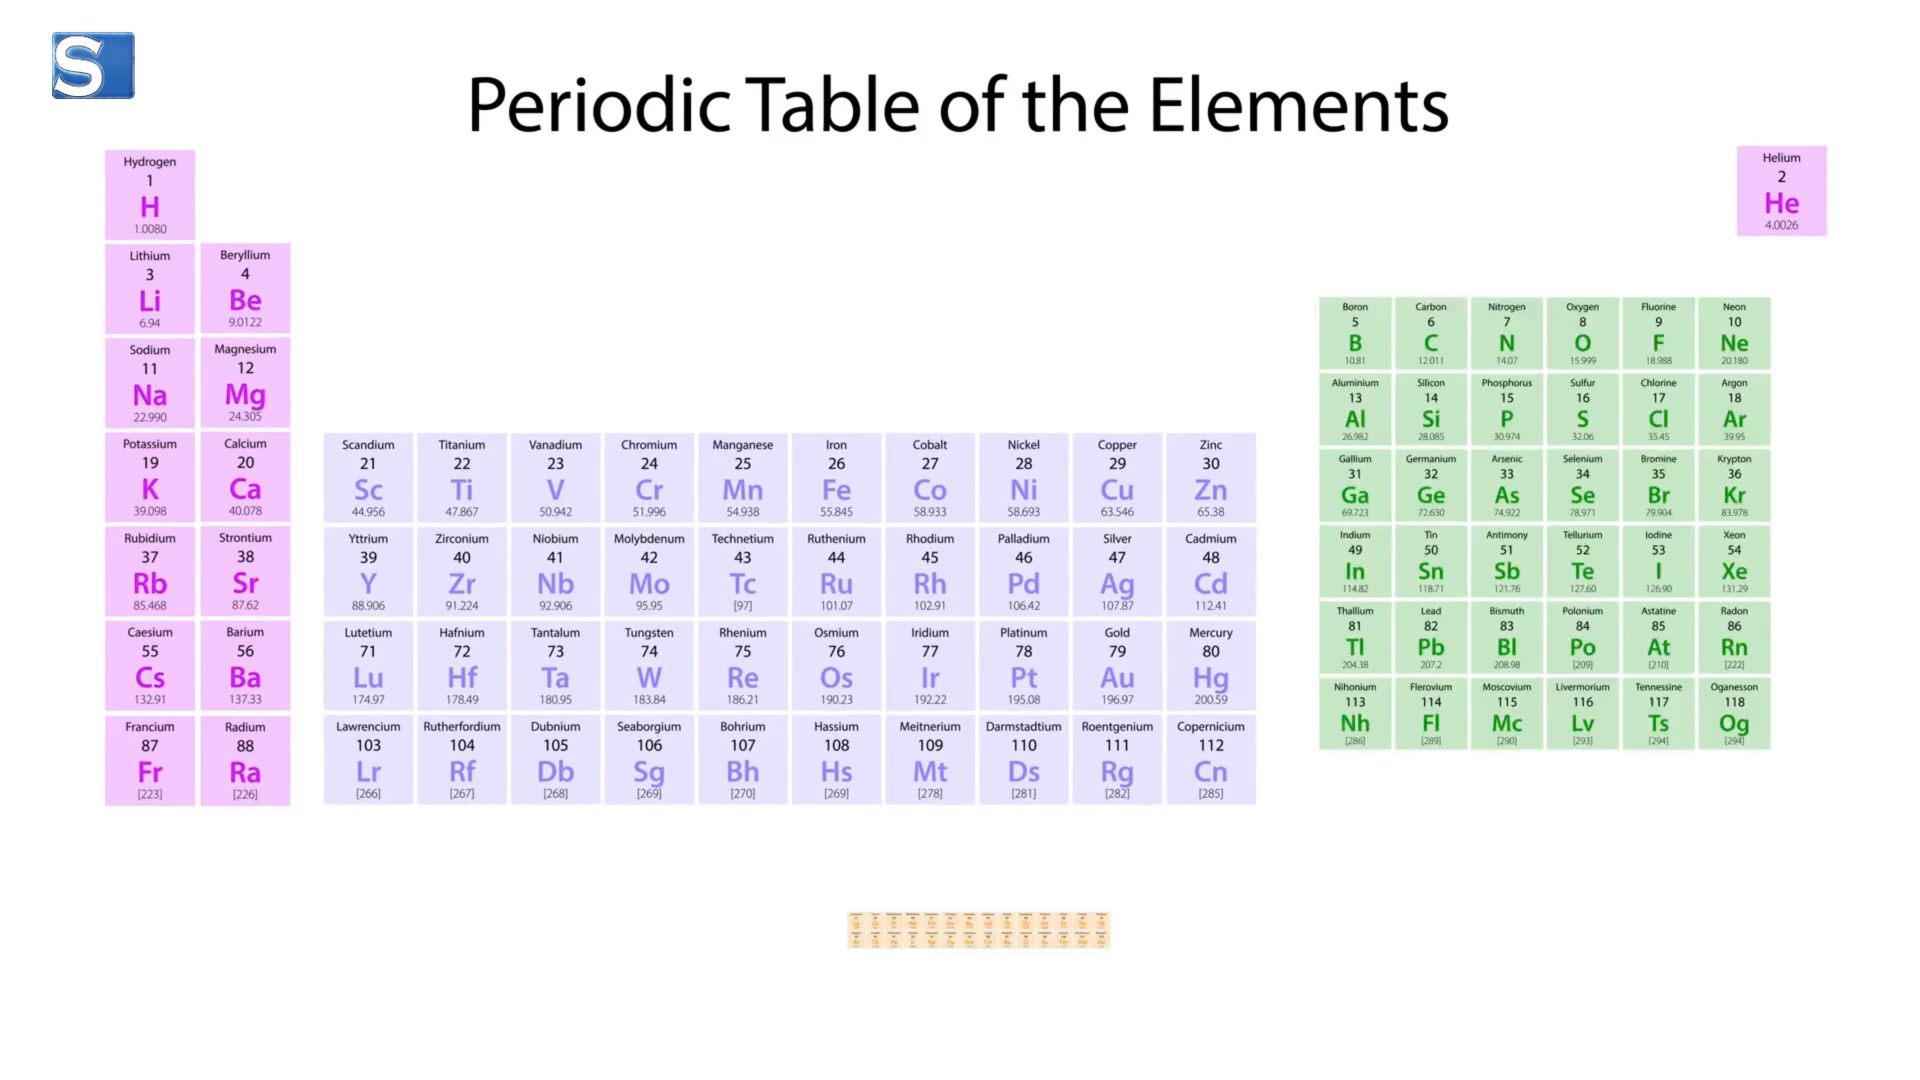 S
Periodic Table of the Elements
Hydrogen
1
H
1.0080
Helium
2
He
4.0026
Lithium
3
Li
6.94
Beryllium
4
Be
9.0122
Sodium
11
Na
22.990
Magnesium
12
Mg
24.305
Potassium
19
K
39.098
Calcium
20
Ca
40.078
Rubidium
37
Rb
85.468
Strontium
38
Sr
87.62
Caesium
55
Cs
132.91
Barium
56
Ba
137.33
Francium
87
Fr
[223]
Radium
88
Ra
[226]
Scandium
21
Sc
44.956
Titanium
22
Ti
47.867
Vanadium
23
V
50.942
Chromium
24
Cr
51.996
Manganese
25
Mn
54.938
Iron
26
Fe
55.845
Cobalt
27
Co
58.933
Nickel
28
Ni
58.693
Copper
29
Cu
63.546
Zinc
30
Zn
65.38
Yttrium
39
Y
88.906
Zirconium
40
Zr
91.224
Niobium
41
Nb
92.906
Molybdenum
42
Mo
95.95
Technetium
43
Tc
[97]
Ruthenium
44
Ru
101.07
Rhodium
45
Rh
102.91
Palladium
46
Pd
106.42
Silver
47
Ag
107.87
Cadmium
48
Cd
112.41
Lutetium
71
Lu
174.97
Hafnium
72
Hf
178.49
Tantalum
73
Ta
180.95
Tungsten
74
W
183.84
Rhenium
75
Re
186.21
Osmium
76
Os
190.23
Iridium
77
Ir
192.22
Platinum
78
Pt
195.08
Gold
79
Au
196.97
Mercury
80
Hg
200.59
Lawrencium
103
Lr
[266]
Rutherfordium
104
Rf
[267]
Dubnium
105
Db
[268]
Seaborgium
106
Sg
[269]
Bohrium
107
Bh
[270]
Hassium
108
Hs
[269]
Meitnerium
109
Mt
[278]
Darmstadtium
110
Ds
[281]
Roentgenium
111
Rg
[282]
Copernicium
112
Cn
[285]
Boron
5
B
10.81
Carbon
6
C
12.011
Nitrogen
7
N
14.07
Oxygen
8
O
15.999
Fluorine
9
F
18.988
Neon
10
Ne
20.180
Aluminium
13
Al
26.982
Silicon
14
Si
28.085
Phosphorus
15
P
30.974
Sulfur
16
S
32.06
Chlorine
17
Cl
35.45
Argon
18
Ar
39.95
Gallium
31
Ga
69.723
Germanium
32
Ge
72.630
Arsenic
33
As
74.922
Selenium
34
Se
78.971
Bromine
35
Br
79.904
Krypton
36
Kr
83.978
Indium
49
In
114.82
Tin
50
Sn
118.71
Antimony
51
Sb
121.76
Tellurium
52
Te
127.60
Iodine
53
I
126.90
Xeon
54
Xe
131.29
Thallium
81
Tl
204.38
Lead
82
Pb
207.2
Bismuth
83
Bl
208.98
Polonium
84
Po
[209]
Astatine
85
At
[210]
Radon
86
Rn
[222]
Nihonium
113
Nh
[286]
Flerovium
114
Fl
[289]
Moscovium
115
Mc
[290]
Livermorium
116
Lv
[293]
Tennessine
117
Ts
[294]
Oganesson
118
Og
[294]